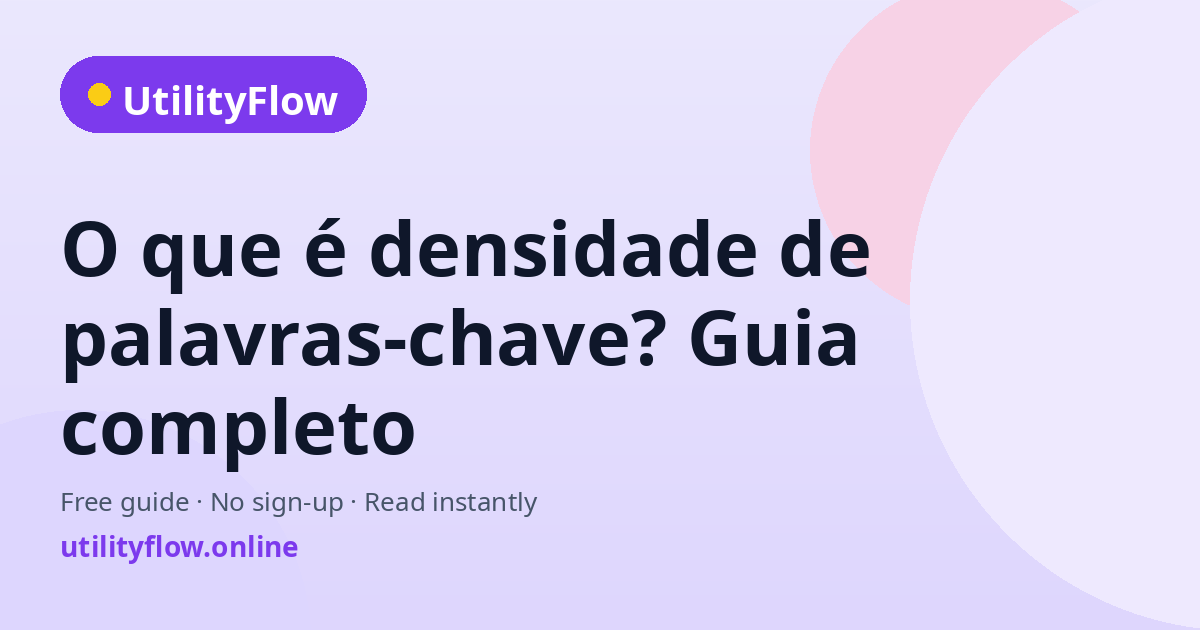 UtilityFlow
O que é densidade de
palavras-chave? Guia
completo
Free guide · No sign-up · Read instantly
utilityflow.online